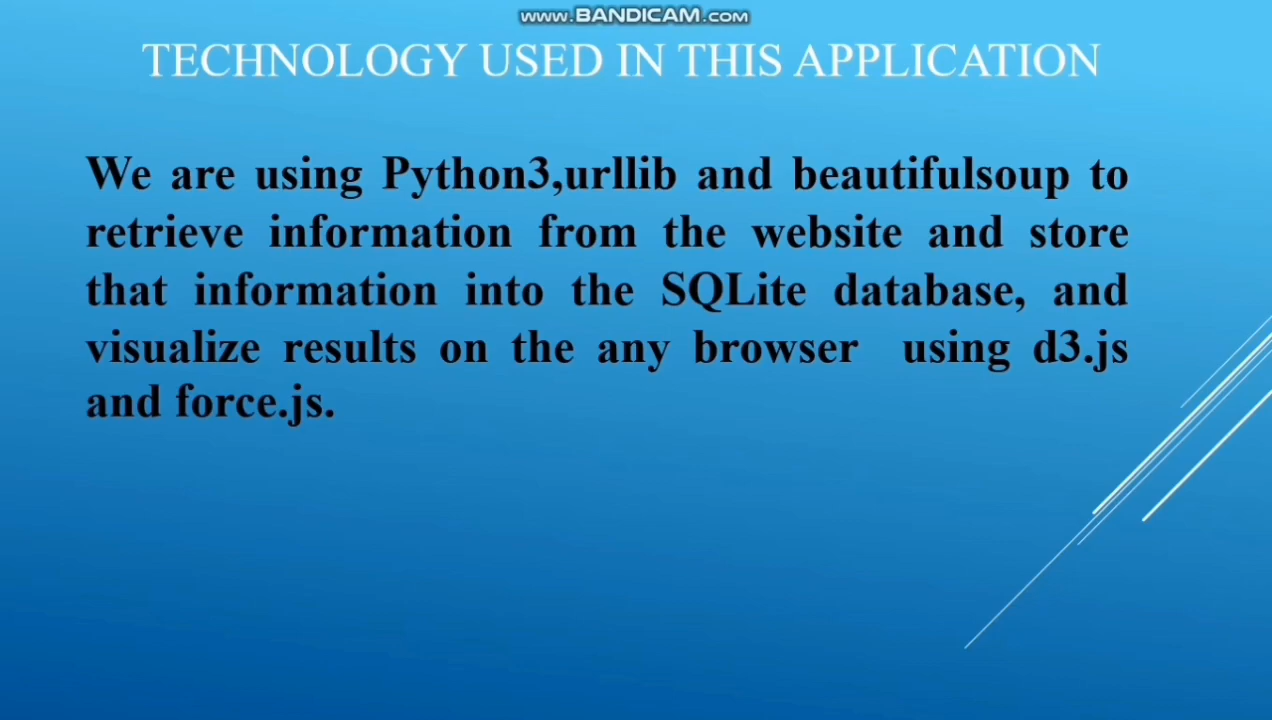 www.BANDICAM.com
TECHNOLOGY USED IN THIS APPLICATION
We are using Python3,urllib and beautifulsoup to
retrieve information from the website and store
that information into the SQLite database, and
visualize results on the any browser using d3.js
and force.js.